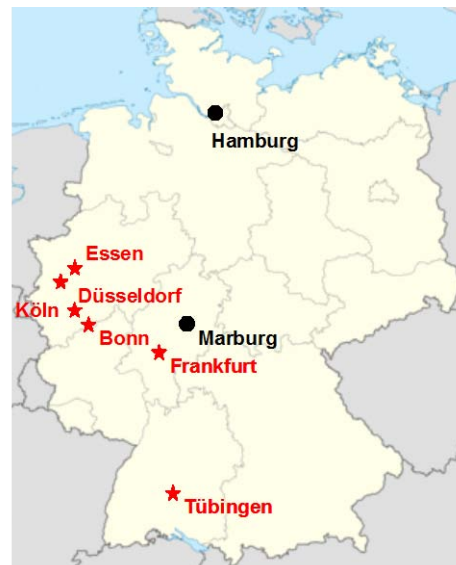 Hamburg
Essen
Düsseldorf
Köln
Bonn
Marburg
Frankfurt
Tübingen